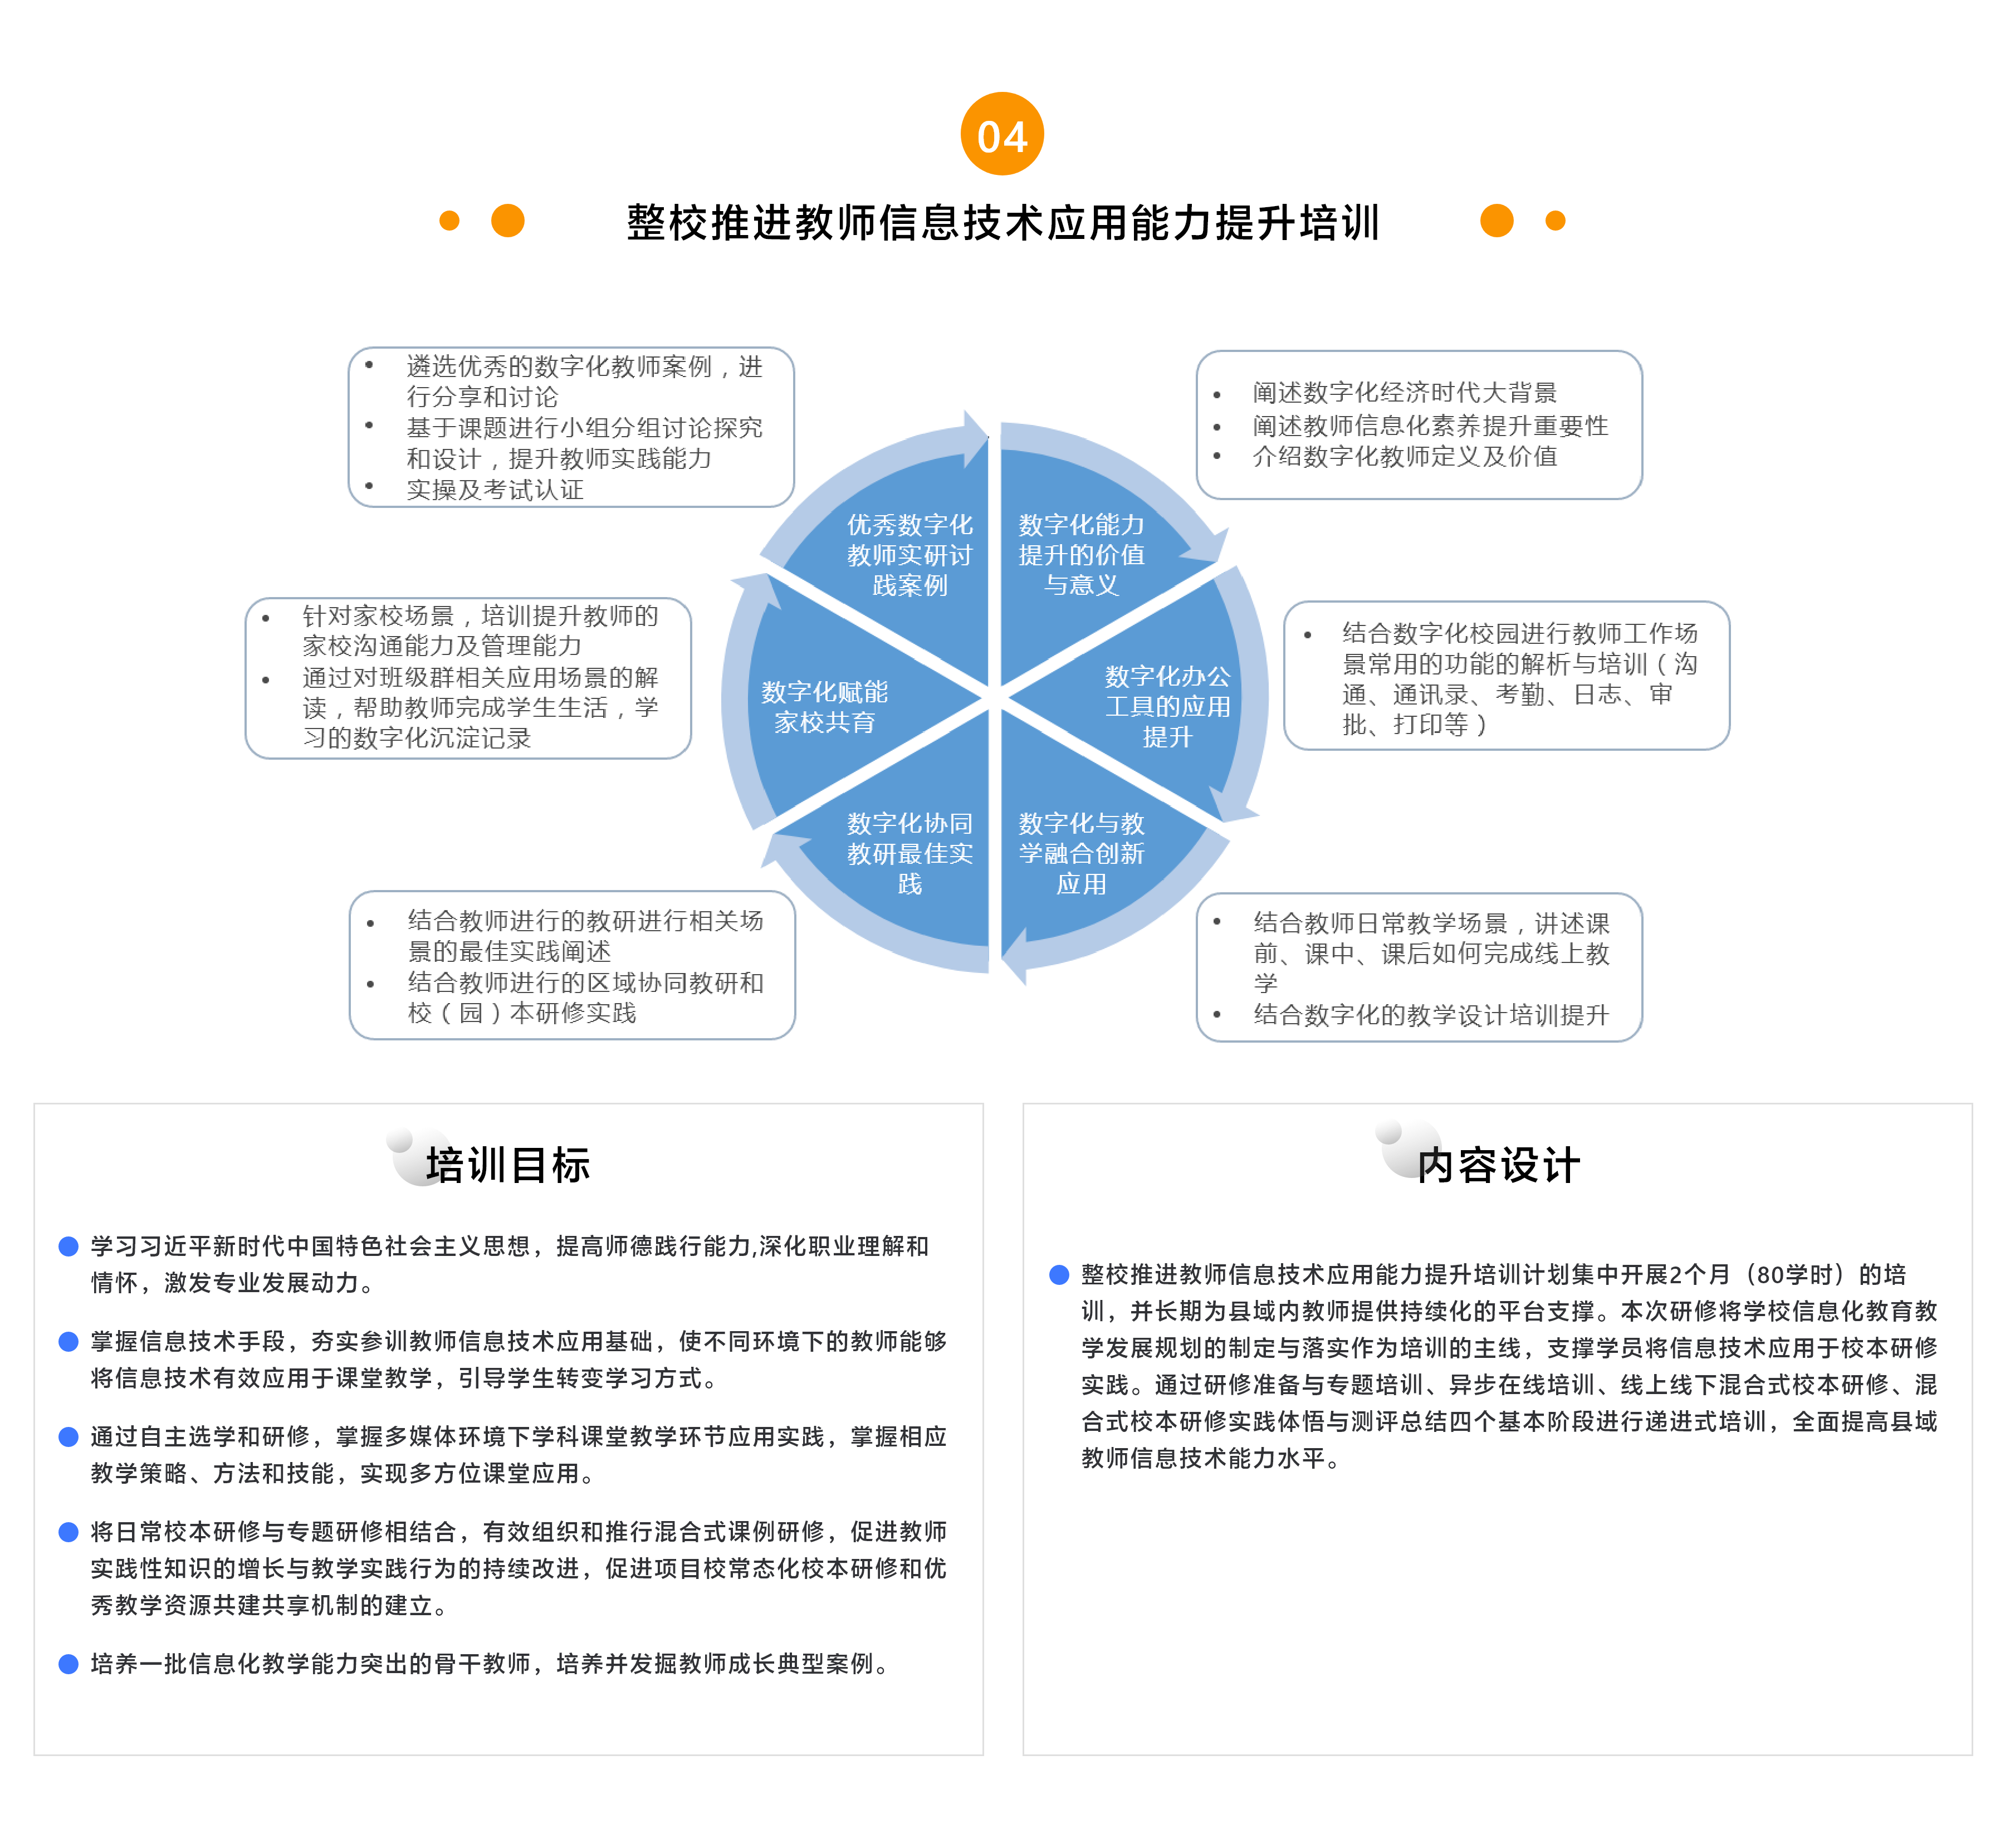 04
整校推进教师信息技术应用能力提升培训
遴选优秀的数字化教师案例，进
行分享和讨论
基于课题进行小组分组讨论探究
和设计，提升教师实践能力
实操及考试认证
阐述数字化经济时代大背景
阐述教师信息化素养提升重要性
介绍数字化教师定义及价值
优秀数字化
教师实研讨
践案例
数字化能力
提升的价值
与意义
针对家校场景，培训提升教师的
家校沟通能力及管理能力
通过对班级群相关应用场景的解
读，帮助教师完成学生生活，学
习的数字化沉淀记录
数字化赋能
家校共育
数字化办公
工具的应用
提升
结合数字化校园进行教师工作场
景常用的功能的解析与培训（沟
通、通讯录、考勤、日志、审
批、打印等）
数字化协同
教研最佳实
践
数字化与教
学融合创新
应用
结合教师进行的教研进行相关场
景的最佳实践阐述
结合教师进行的区域协同教研和
校（园）本研修实践
结合教师日常教学场景，讲述课
前、课中、课后如何完成线上教
学
结合数字化的教学设计培训提升
培训目标
学习习近平新时代中国特色社会主义思想，提高师德践行能力,深化职业理解和
情怀，激发专业发展动力。
掌握信息技术手段，夯实参训教师信息技术应用基础，使不同环境下的教师能够
将信息技术有效应用于课堂教学，引导学生转变学习方式。
通过自主选学和研修，掌握多媒体环境下学科课堂教学环节应用实践，掌握相应
教学策略、方法和技能，实现多方位课堂应用。
将日常校本研修与专题研修相结合，有效组织和推行混合式课例研修，促进教师
实践性知识的增长与教学实践行为的持续改进，促进项目校常态化校本研修和优
秀教学资源共建共享机制的建立。
培养一批信息化教学能力突出的骨干教师，培养并发掘教师成长典型案例。
内容设计
整校推进教师信息技术应用能力提升培训计划集中开展2个月（80学时）的培
训，并长期为县域内教师提供持续化的平台支撑。本次研修将学校信息化教育教
学发展规划的制定与落实作为培训的主线，支撑学员将信息技术应用于校本研修
实践。通过研修准备与专题培训、异步在线培训、线上线下混合式校本研修、混
合式校本研修实践体悟与测评总结四个基本阶段进行递进式培训，全面提高县域
教师信息技术能力水平。